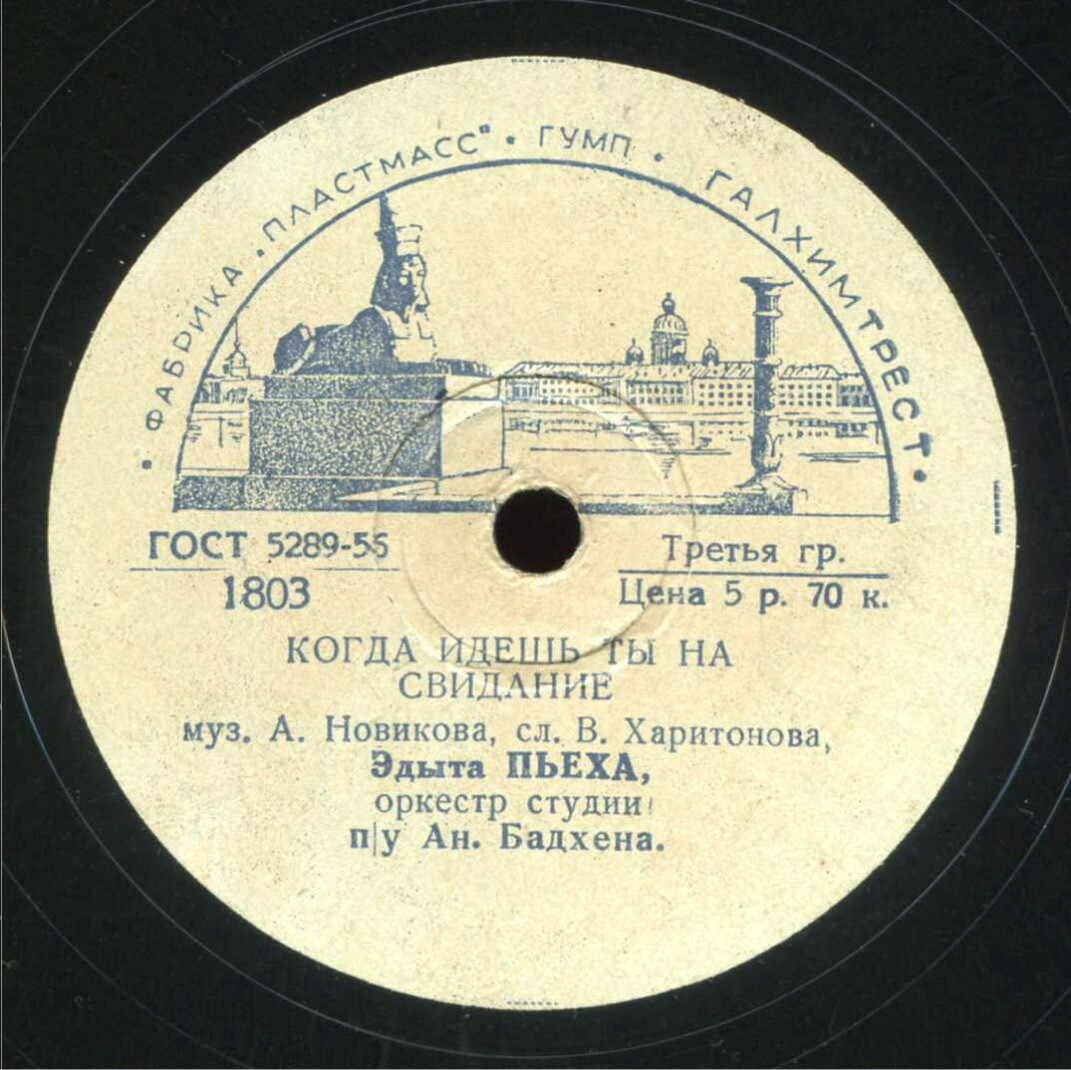 • ФАБРИКА „ПЛАСТМАСС" • ГУМП • ГАЛХИМТРЕСТ •
ГОСТ 5289-56 Третья гр.
1803 Цена 5 р. 70 к.
КОГДА ИДЕШЬ ТЫ НА
СВИДАНИЕ
муз. А. Новикова, сл. В. Харитонова,
Эдыта ПЬЕХА,
оркестр студии
п/у Ан. Бадхена.